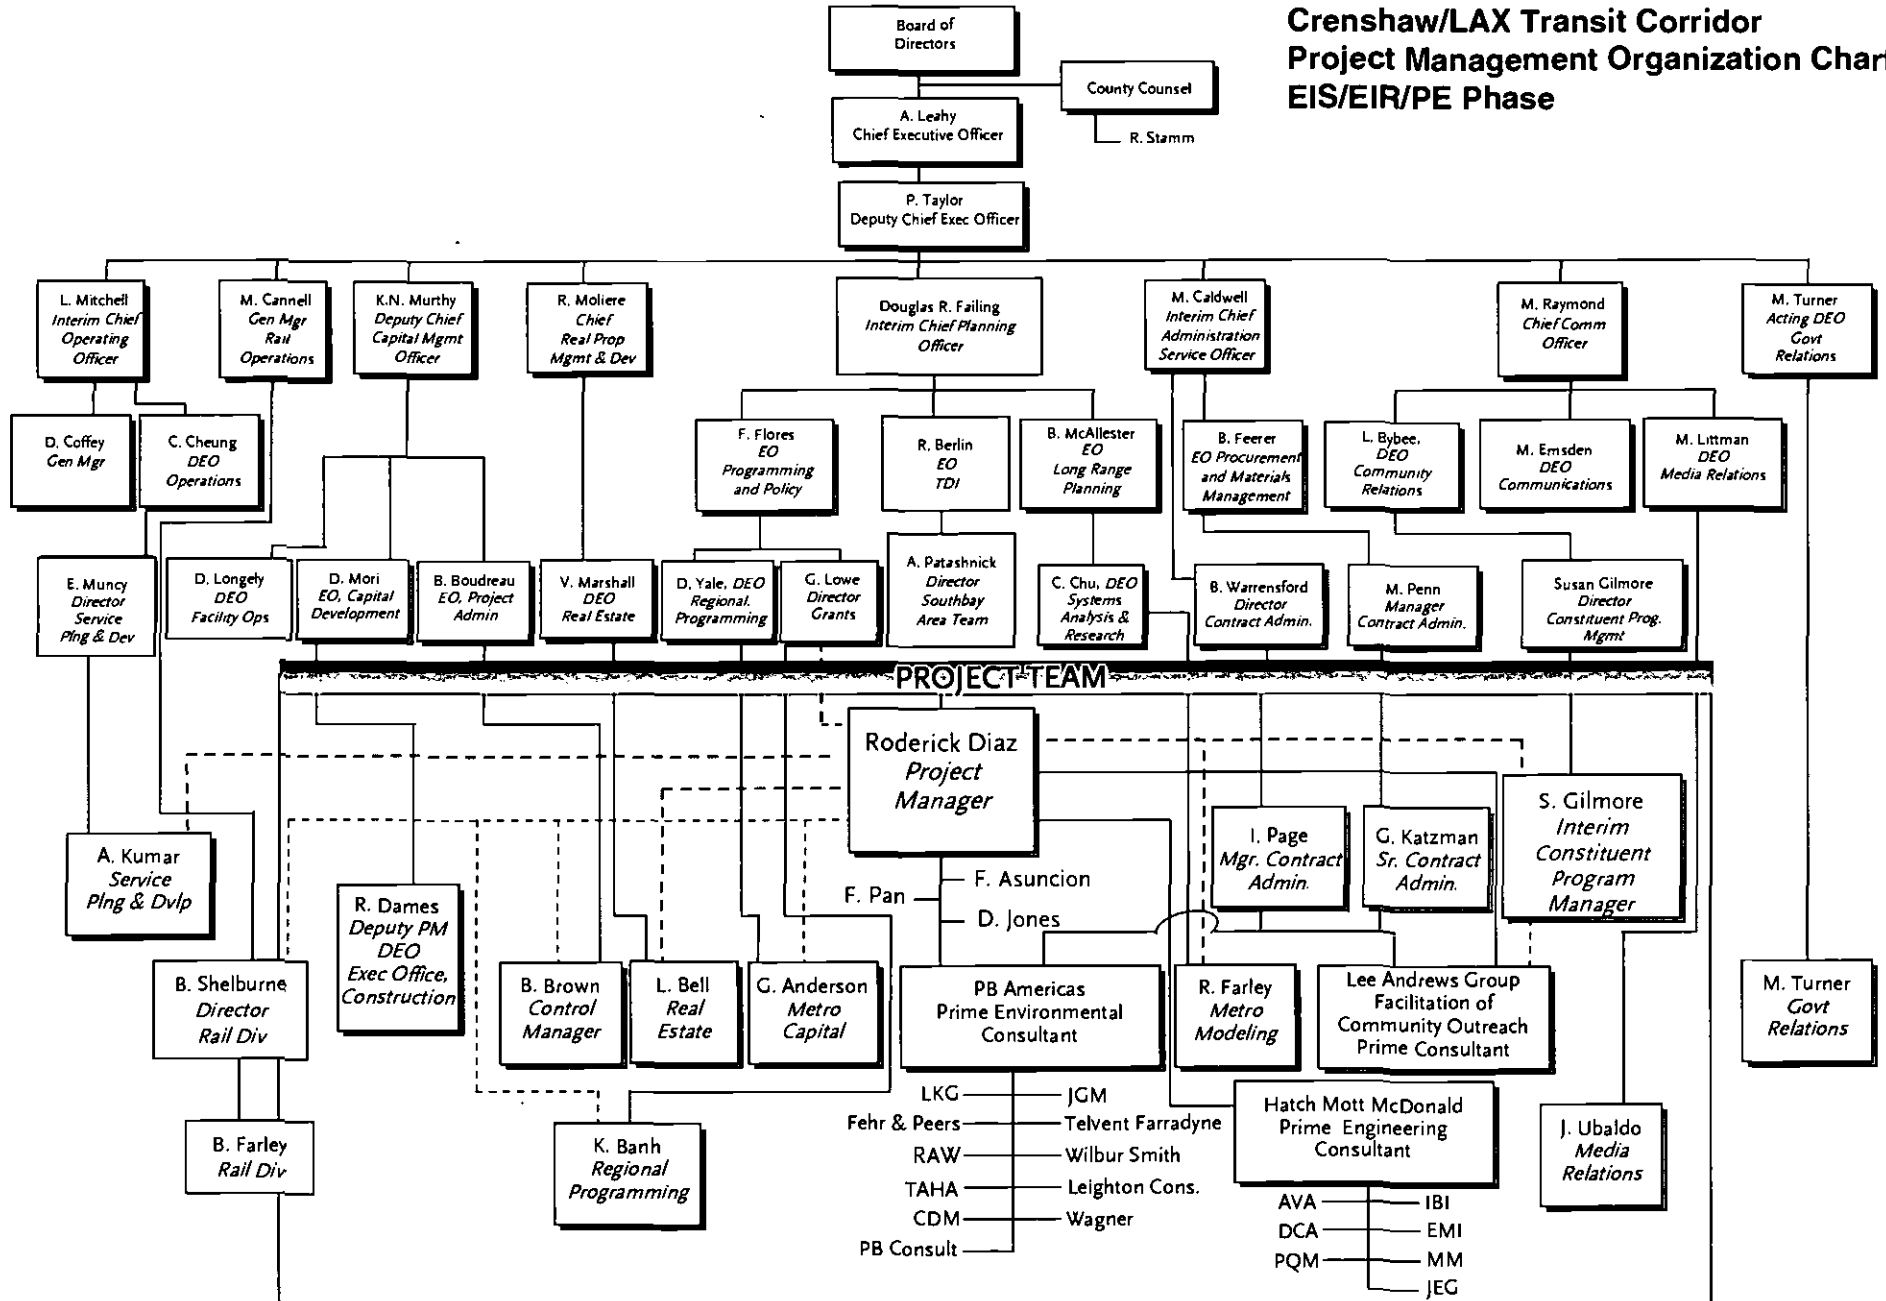 Crenshaw/LAX Transit Corridor
Project Management Organization Chart
EIS/EIR/PE Phase
Board of
Directors
County Counsel
R. Stamm
A. Leahy
Chief Executive Officer
P. Taylor
Deputy Chief Exec Officer
L. Mitchell
Interim Chief
Operating
Officer
M. Cannell
Gen Mgr
Rail
Operations
K.N. Murthy
Deputy Chief
Capital Mgmt
Officer
R. Moliere
Chief
Real Prop
Mgmt & Dev
Douglas R. Failing
Interim Chief Planning
Officer
M. Caldwell
Interim Chief
Administration
Service Officer
M. Raymond
Chief Comm
Officer
M. Turner
Acting DEO
Govt
Relations
D. Coffey
Gen Mgr
C. Cheung
DEO
Operations
F. Flores
EO
Programming
and Policy
R. Berlin
EO
TDI
B. McAllester
EO
Long Range
Planning
B. Feerer
EO Procurement
and Materials
Management
L. Bybee,
DEO
Community
Relations
M. Emsden
DEO
Communications
M. Littman
DEO
Media Relations
E. Muncy
Director
Service
Plng & Dev
D. Longely
DEO
Facility Ops
D. Mori
EO, Capital
Development
B. Boudreau
EO, Project
Admin
V. Marshall
DEO
Real Estate
D. Yale, DEO
Regional.
Programming
G. Lowe
Director
Grants
A. Patashnick
Director
Southbay
Area Team
C. Chu, DEO
Systems
Analysis &
Research
B. Warrensford
Director
Contract Admin.
M. Penn
Manager
Contract Admin.
Susan Gilmore
Director
Constituent Prog.
Mgmt
PROJECT TEAM
Roderick Diaz
Project
Manager
F. Asuncion
F. Pan
D. Jones
I. Page
Mgr. Contract
Admin.
G. Katzman
Sr. Contract
Admin.
S. Gilmore
Interim
Constituent
Program
Manager
A. Kumar
Service
Plng & Dvlp
R. Dames
Deputy PM
DEO
Exec Office,
Construction
B. Shelburne
Director
Rail Div
B. Brown
Control
Manager
L. Bell
Real
Estate
G. Anderson
Metro
Capital
PB Americas
Prime Environmental
Consultant
R. Farley
Metro
Modeling
Lee Andrews Group
Facilitation of
Community Outreach
Prime Consultant
M. Turner
Govt
Relations
B. Farley
Rail Div
K. Banh
Regional
Programming
LKG
JGM
Fehr & Peers
Telvent Farradyne
RAW
Wilbur Smith
TAHA
Leighton Cons.
CDM
Wagner
PB Consult
Hatch Mott McDonald
Prime Engineering
Consultant
AVA
IBI
DCA
EMI
PQM
MM
JEG
J. Ubaldo
Media
Relations